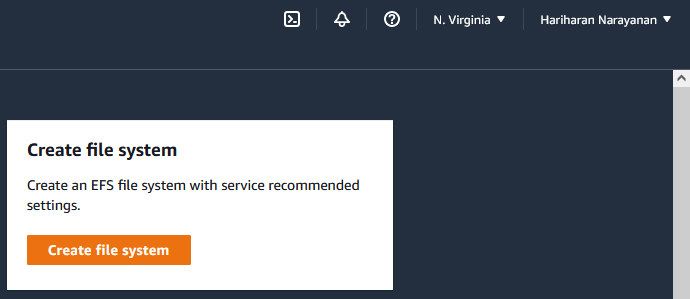 N. Virginia
Hariharan Narayanan
Create file system
Create an EFS file system with service recommended
settings.
Create file system